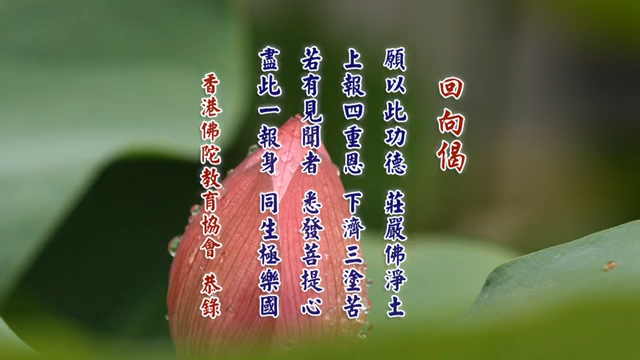 回向偈
願以此功德 莊嚴佛淨土
上報四重恩 下濟三塗苦
若有見聞者 悉發菩提心
盡此一報身 同生極樂國
香港佛陀教育協會 恭錄